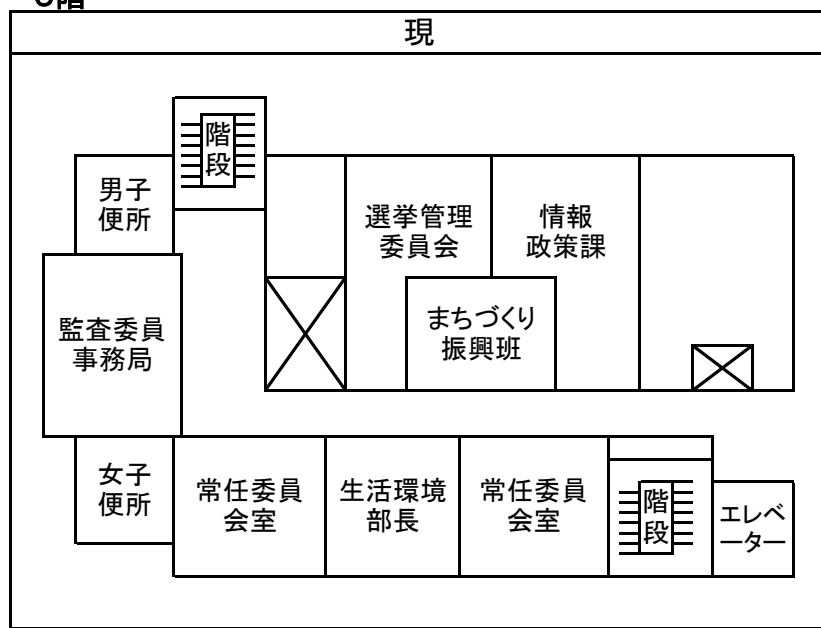 現
階
段
男子
便所
選挙管理
委員会
情報
政策課
まちづくり
振興班
監査委員
事務局
女子
便所
常任委員
会室
生活環境
部長
常任委員
会室
階
段
エレベ
ーター